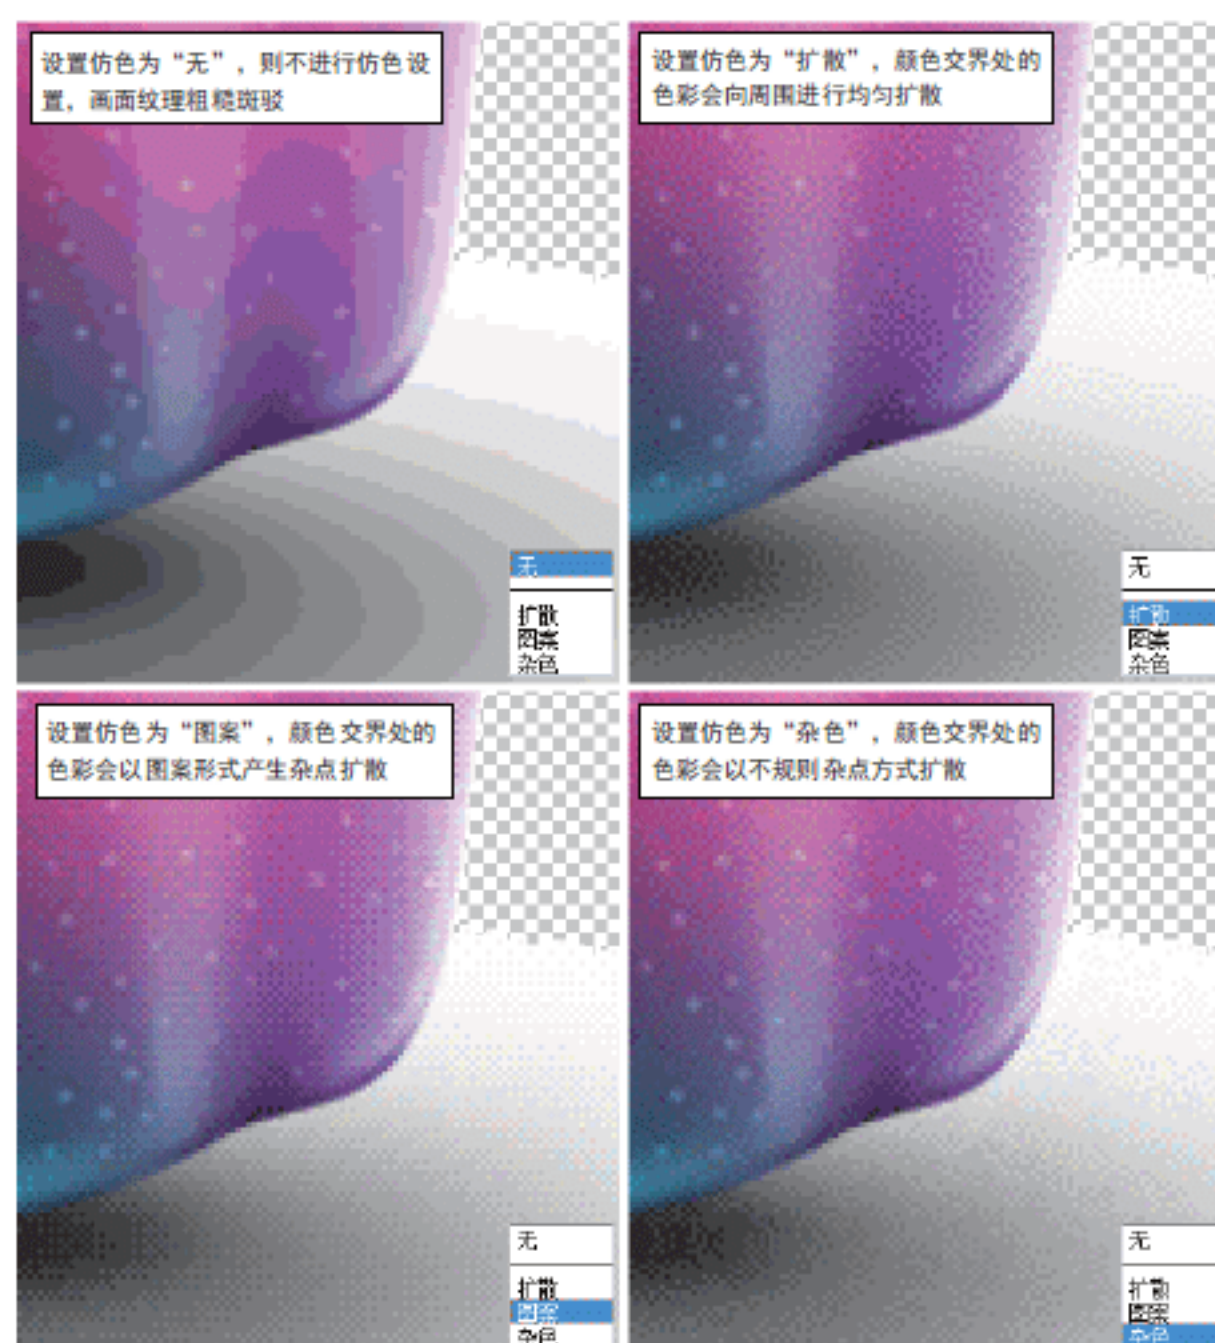 设置仿色为“无”，则不进行仿色设
置，画面纹理粗糙斑驳
设置仿色为“扩散”，颜色交界处的
色彩会向周围进行均匀扩散
无
扩散
图案
杂色
无
扩散
图案
杂色
设置仿色为“图案”，颜色交界处的
色彩会以图案形式产生杂点扩散
设置仿色为“杂色”，颜色交界处的
色彩会以不规则杂点方式扩散
无
扩散
图案
杂色
无
扩散
图案
杂色